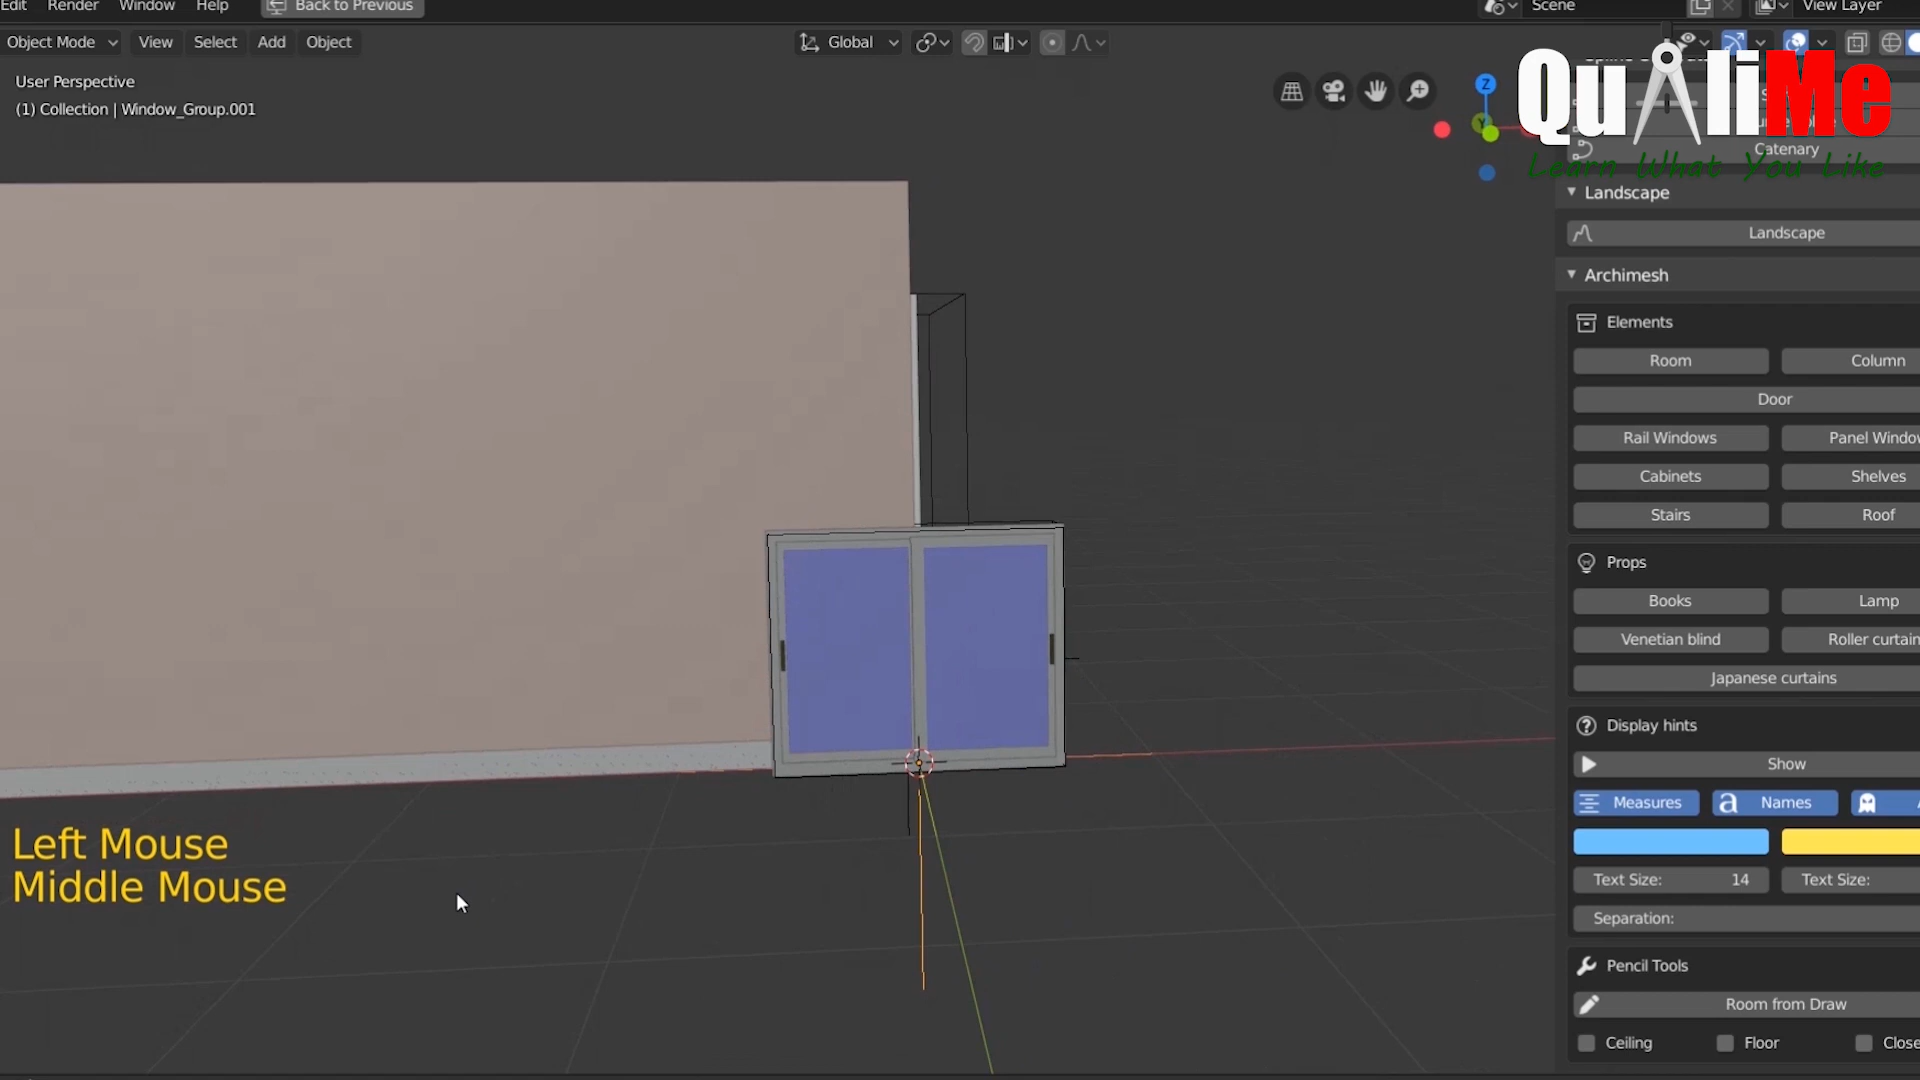 Edit Render Window Help Back to Previous Scene View Layer
Object Mode View Select Add Object Global
User Perspective
(1) Collection | Window_Group.001
Z
Y
QuAliMe
Learn What You Like
Catenary
Landscape
Landscape
Archimesh
Elements
Room Column
Door
Rail Windows Panel Windo
Cabinets Shelves
Stairs Roof
Props
Books Lamp
Venetian blind Roller curtain
Japanese curtains
Display hints
Show
Measures a Names
Text Size: 14 Text Size:
Separation:
Pencil Tools
Room from Draw
Ceiling Floor Close
Left Mouse
Middle Mouse